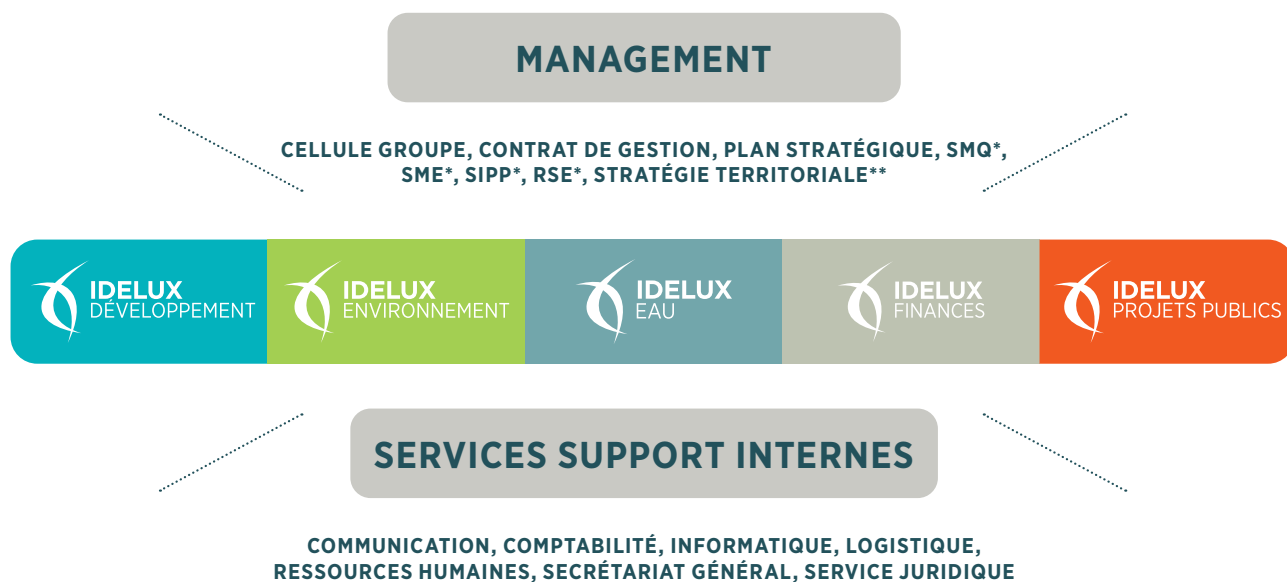 MANAGEMENT
CELLULE GROUPE, CONTRAT DE GESTION, PLAN STRATÉGIQUE, SMQ*,
SME*, SIPP*, RSE*, STRATÉGIE TERRITORIALE**
IDELUX
DÉVELOPPEMENT
IDELUX
ENVIRONNEMENT
IDELUX
EAU
IDELUX
FINANCES
IDELUX
PROJETS PUBLICS
SERVICES SUPPORT INTERNES
COMMUNICATION, COMPTABILITÉ, INFORMATIQUE, LOGISTIQUE,
RESSOURCES HUMAINES, SECRÉTARIAT GÉNÉRAL, SERVICE JURIDIQUE